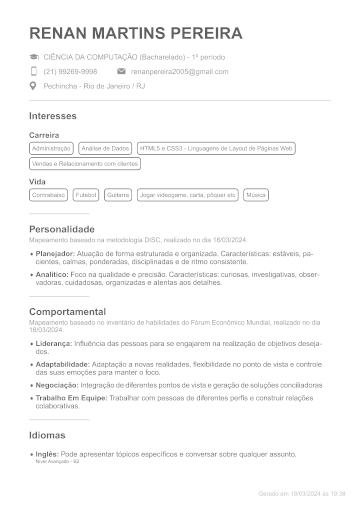 RENAN MARTINS PEREIRA
CIÊNCIA DA COMPUTAÇÃO (Bacharelado) - 1º período
(21) 99269-9998 renanpereira2005@gmail.com
Pechincha - Rio de Janeiro / RJ
Interesses
Carreira
Administração Análise de Dados HTML5 e CSS3 - Linguagens de Layout de Páginas Web
Vendas e Relacionamento com clientes
Vida
Contrabaixo Futebol Guitarra Jogar videogame, carta, pôquer etc Música
Personalidade
Mapeamento baseado na metodologia DISC, realizado no dia 18/03/2024.
• Planejador: Atuação de forma estruturada e organizada. Características: estáveis, pa-
cientes, calmas, ponderadas, disciplinadas e de ritmo consistente.
• Analítico: Foco na qualidade e precisão. Características: curiosas, investigativas, obser-
vadoras, cuidadosas, organizadas e atentas aos detalhes.
Comportamental
Mapeamento baseado no inventário de habilidades do Fórum Econômico Mundial, realizado no dia
18/03/2024.
• Liderança: Influência das pessoas para se engajarem na realização de objetivos deseja-
dos.
• Adaptabilidade: Adaptação a novas realidades, flexibilidade no ponto de vista e controle
das suas emoções para manter o foco.
• Negociação: Integração de diferentes pontos de vista e geração de soluções conciliadoras
• Trabalho Em Equipe: Trabalhar com pessoas de diferentes perfis e construir relações
colaborativas.
Idiomas
• Inglês: Pode apresentar tópicos específicos e conversar sobre qualquer assunto.
Nível Avançado - B2
Gerado em 18/03/2024 às 19:38